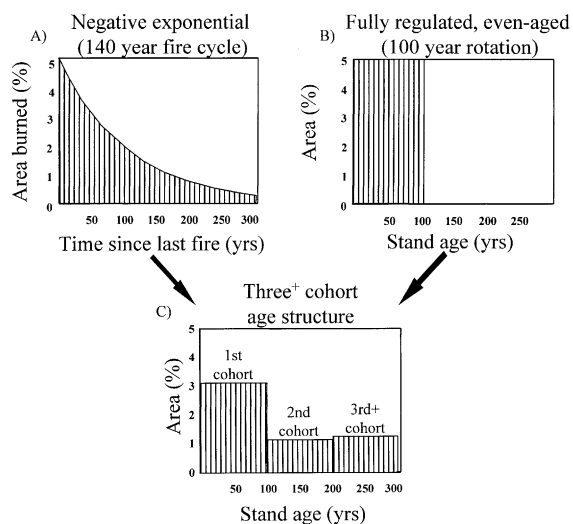 Negative exponential
(140 year fire cycle)
A)
5
4
3
2
1
0
Area burned (%)
50 100 150 200 250 300
Time since last fire (yrs)
Fully regulated, even-aged
(100 year rotation)
B)
5
4
3
2
1
0
Area (%)
50 100 150 200 250
Stand age (yrs)
Three+ cohort
age structure
C)
5
4
3
2
1
0
Area (%)
1st
cohort
2nd
cohort
3rd+
cohort
50 100 150 200 250 300
Stand age (yrs)